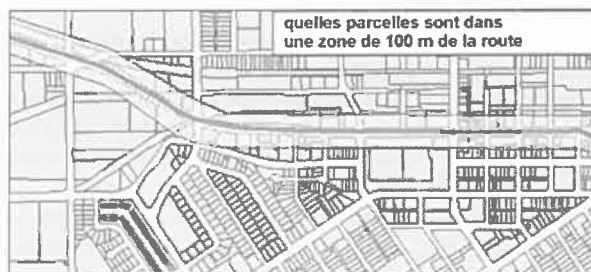 quelles parcelles sont dans
une zone de 100 m de la route